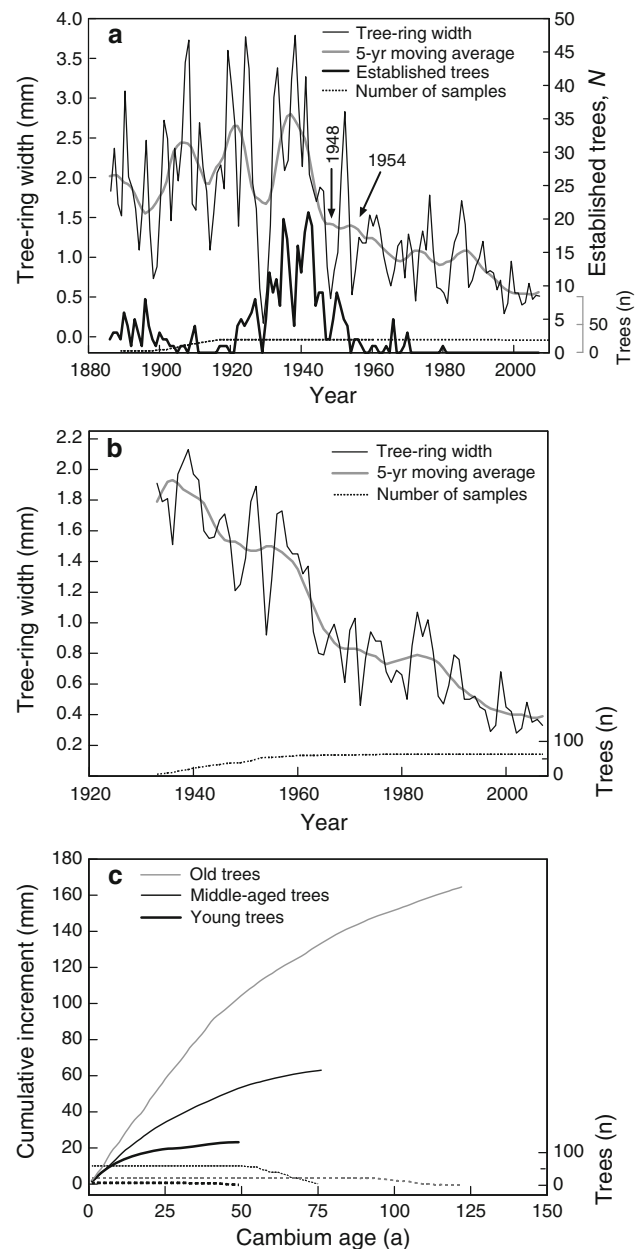 a
Tree-ring width
5-yr moving average
Established trees
Number of samples
1948
1954
Tree-ring width (mm)
4.0
3.5
3.0
2.5
2.0
1.5
1.0
0.5
0.0
50
45
40
35
30
25
20
15
10
5
0
Established trees, N
50
0
Trees (n)
1880 1900 1920 1940 1960 1980 2000
Year
b
Tree-ring width
5-yr moving average
Number of samples
Tree-ring width (mm)
2.2
2.0
1.8
1.6
1.4
1.2
1.0
0.8
0.6
0.4
0.2
100
0
Trees (n)
1920 1940 1960 1980 2000
Year
c
Old trees
Middle-aged trees
Young trees
Cumulative increment (mm)
180
160
140
120
100
80
60
40
20
0
100
0
Trees (n)
0 25 50 75 100 125 150
Cambium age (a)